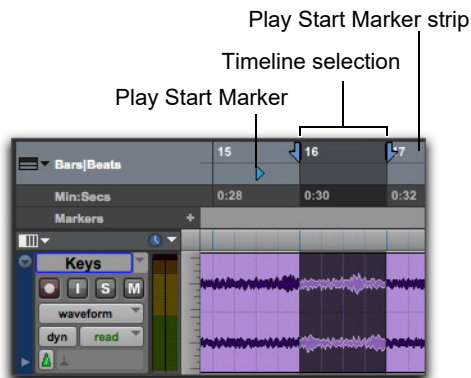 Play Start Marker strip
Timeline selection
Play Start Marker
Bars|Beats
15
16
17
Min:Secs
0:28
0:30
0:32
Markers
+
Keys
I
S
M
waveform
dyn
read